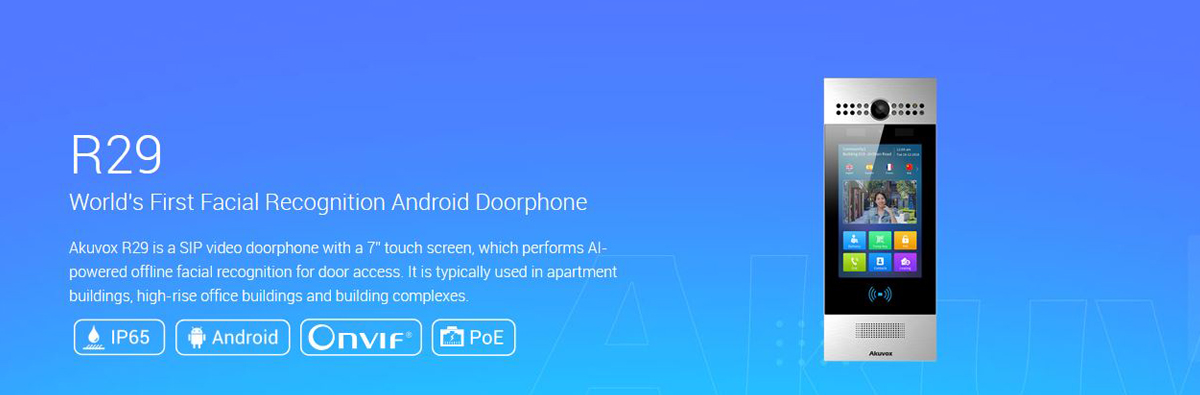 R29
World's First Facial Recognition Android Doorphone
Akuvox R29 is a SIP video doorphone with a 7" touch screen, which performs AI-
powered offline facial recognition for door access. It is typically used in apartment
buildings, high-rise office buildings and building complexes.
IP65
Android
ONVIF®
PoE
Akuvox